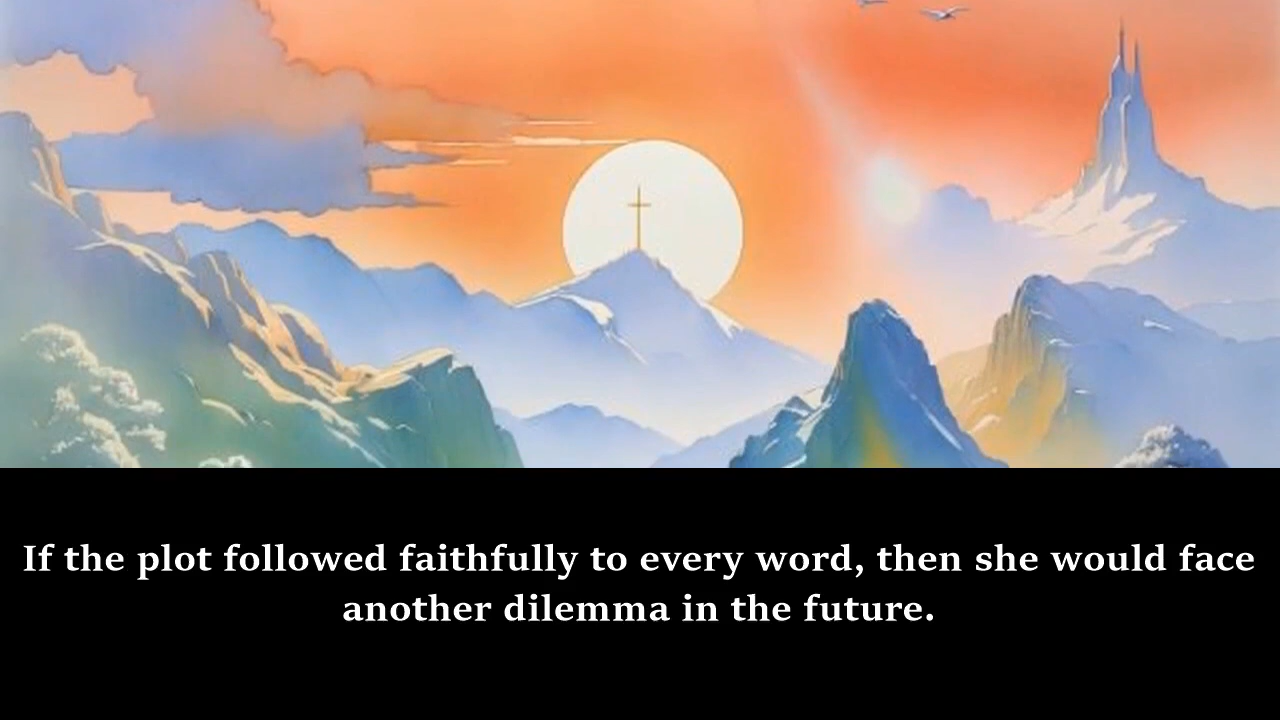 If the plot followed faithfully to every word, then she would face
another dilemma in the future.